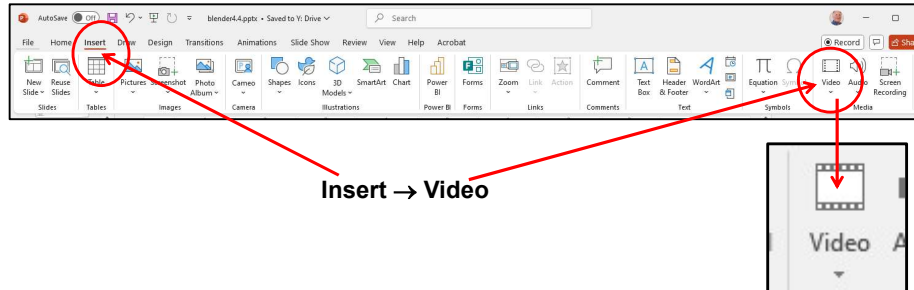 AutoSave Off blender4.4.pptx • Saved to Y: Drive Search
File Home Insert Draw Design Transitions Animations Slide Show Review View Help Acrobat Record Sha
New Slide Reuse Slides Table Pictures Screenshot Photo Album Cameo Shapes Icons 3D Models SmartArt Chart Power BI Forms Zoom Link Action Comment Text Box Header & Footer WordArt Equation Symbol Video Audio Screen Recording
Slides Tables Images Camera Illustrations Power BI Forms Links Comments Text Symbols Media
Insert → Video
Video A